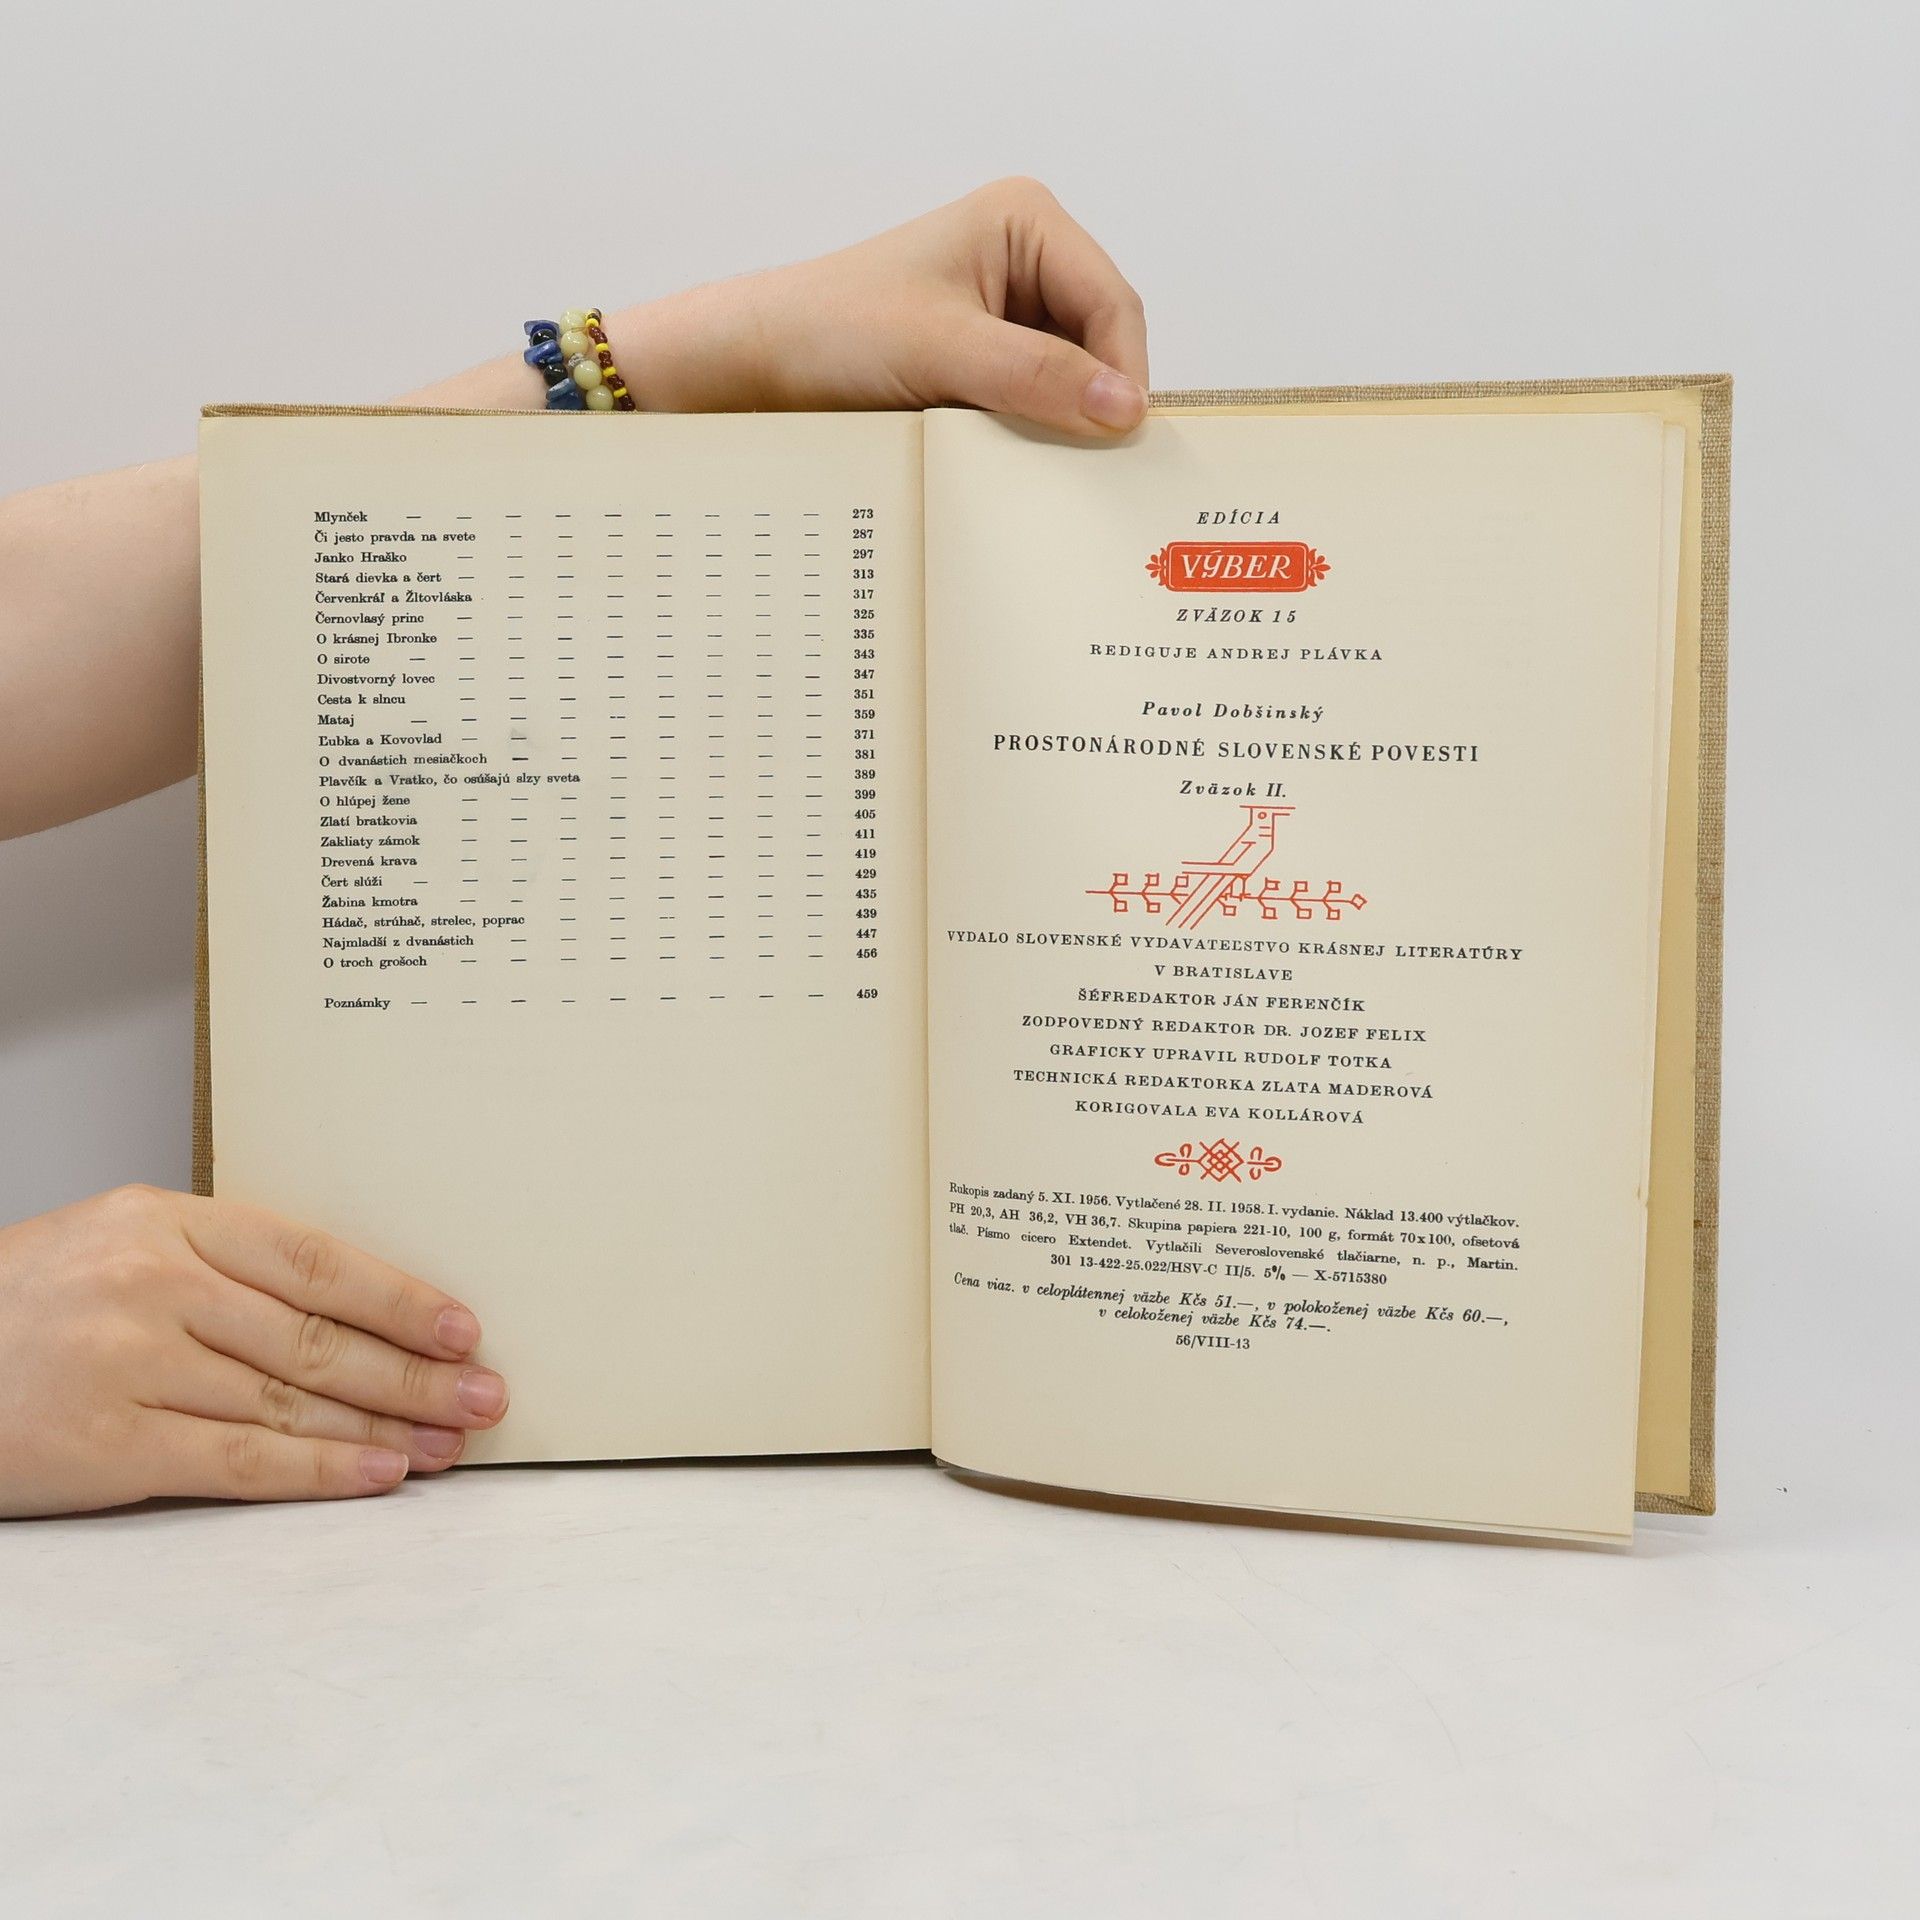 Mlynček — — — — — — — — — 273
Či jesto pravda na svete — — — — — — — 287
Janko Hraško — — — — — — — — 297
Stará dievka a čert — — — — — — — — 313
Červenkráľ a Žltovláska — — — — — — — 317
Černovlasý princ — — — — — — — — 325
O krásnej Ibronke — — — — — — — — 335
O sirote — — — — — — — — — 343
Divostvorný lovec — — — — — — — — 347
Cesta k slncu — — — — — — — — 351
Mataj — — — — — — — — — 359
Ľubka a Kovovlad — — — — — — — — 371
O dvanástich mesiačkoch — — — — — — — 381
Plavčík a Vratko, čo osúšajú slzy sveta — — — — — 389
O hlúpej žene — — — — — — — — 399
Zlatí bratkovia — — — — — — — — 405
Zakliaty zámok — — — — — — — — 411
Drevená krava — — — — — — — — 419
Čert slúži — — — — — — — — — 429
Žabina kmotra — — — — — — — — 435
Hádač, strúhač, strelec, poprac — — — — — — 439
Najmladší z dvanástich — — — — — — — 447
O troch grošoch — — — — — — — — 456
Poznámky — — — — — — — — — 459
EDÍCIA
VÝBER
ZVÄZOK 15
REDIGUJE ANDREJ PLÁVKA
Pavol Dobšinský
PROSTONÁRODNÉ SLOVENSKÉ POVESTI
Zväzok II.
VYDALO SLOVENSKÉ VYDAVATEĽSTVO KRÁSNEJ LITERATÚRY
V BRATISLAVE
ŠÉFREDAKTOR JÁN FERENČÍK
ZODPOVEDNÝ REDAKTOR DR. JOZEF FELIX
GRAFICKY UPRAVIL RUDOLF TOTKA
TECHNICKÁ REDAKTORKA ZLATA MADEROVÁ
KORIGOVALA EVA KOLLÁROVÁ
Rukopis zadaný 5. XI. 1956. Vytlačené 28. II. 1958. I. vydanie. Náklad 13.400 výtlačkov.
PH 20,3, AH 36,2, VH 36,7. Skupina papiera 221-10, 100 g, formát 70x100, ofsetová
tlač. Písmo cicero Extendet. Vytlačili Severoslovenské tlačiarne, n. p., Martin.
301 13-422-25.022/HSV-C II/5. 5% — X-5715380
Cena viaz. v celoplátennej väzbe Kčs 51.—, v polokoženej väzbe Kčs 60.—,
v celokoženej väzbe Kčs 74.—.
56/VIII-13